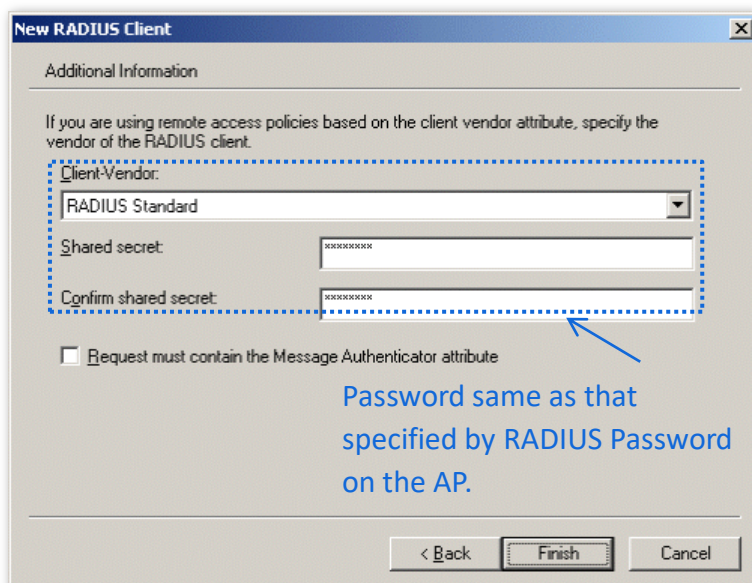 New RADIUS Client
Additional Information
If you are using remote access policies based on the client vendor attribute, specify the
vendor of the RADIUS client.
Client-Vendor:
RADIUS Standard
Shared secret:
xxxxxxxx
Confirm shared secret:
xxxxxxxx
Request must contain the Message Authenticator attribute
Password same as that
specified by RADIUS Password
on the AP.
< Back
Finish
Cancel